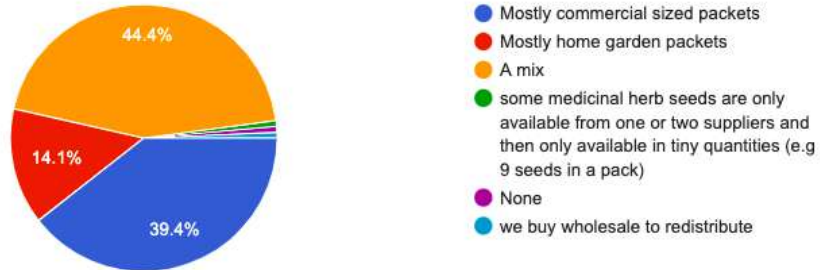 44.4%
14.1%
39.4%
Mostly commercial sized packets
Mostly home garden packets
A mix
some medicinal herb seeds are only
available from one or two suppliers and
then only available in tiny quantities (e.g
9 seeds in a pack)
None
we buy wholesale to redistribute